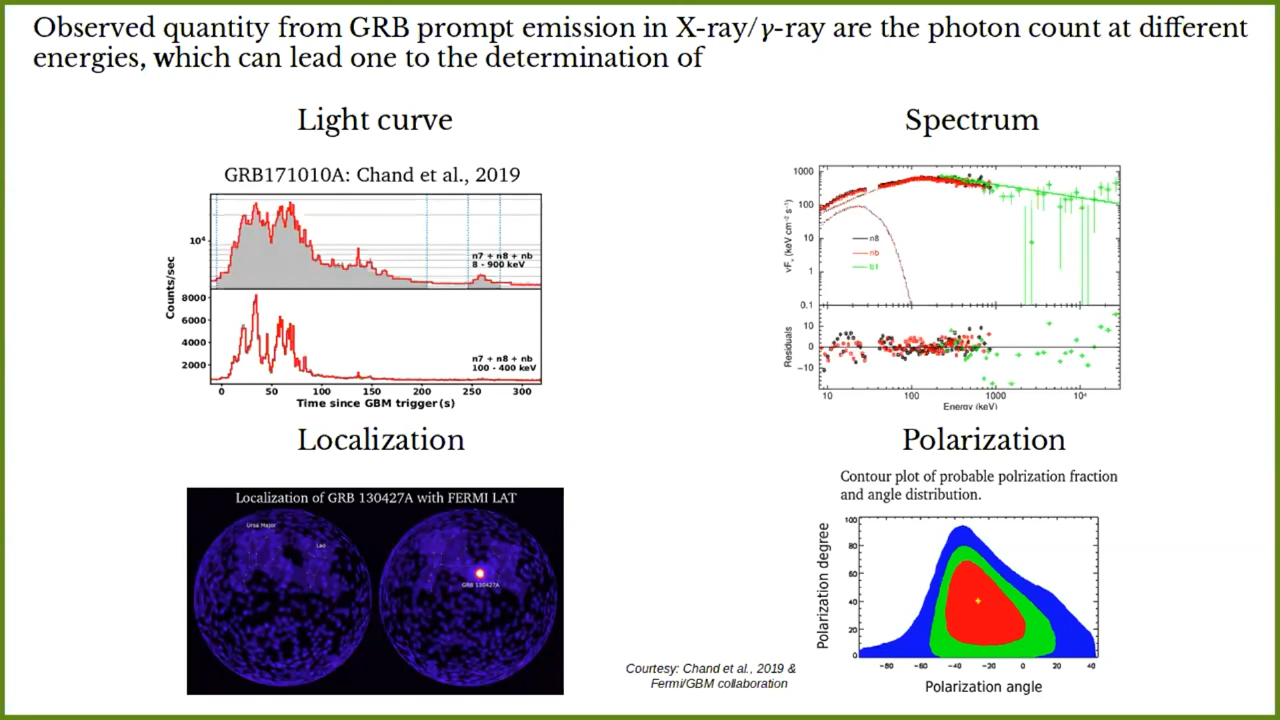 Observed quantity from GRB prompt emission in X-ray/γ-ray are the photon count at different
energies, which can lead one to the determination of
Light curve
GRB171010A: Chand et al., 2019
10⁴
n7 + n8 + nb
8 - 900 keV
Counts/sec
8000
6000
4000
2000
n7 + n8 + nb
100 - 400 keV
0 50 100 150 200 250 300
Time since GBM trigger(s)
Spectrum
1000
100
10
1
0.1
νFν (keV cm⁻² s⁻¹)
n8
nb
b1
10
0
−10
Residuals
10 100 1000 10⁴
Energy (keV)
Localization
Localization of GRB 130427A with FERMI LAT
Ursa Major
Leo
GRB 130427A
Polarization
Contour plot of probable polrization fraction
and angle distribution.
100
80
60
40
20
0
Polarization degree
−80 −60 −40 −20 0 20 40
Polarization angle
Courtesy: Chand et al., 2019 &
Fermi/GBM collaboration